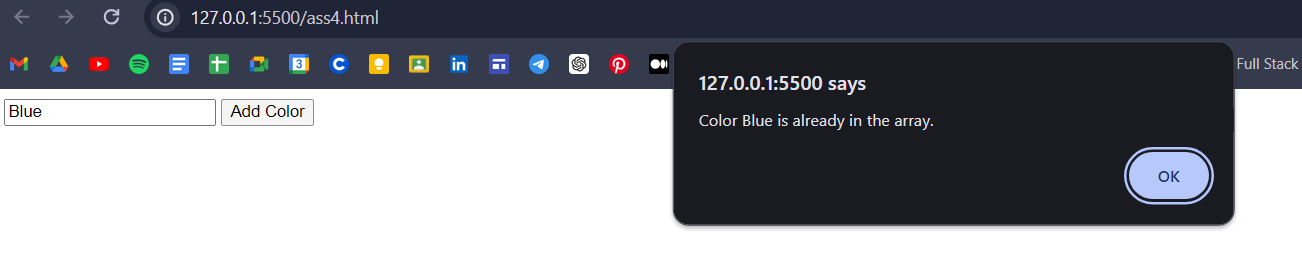 127.0.0.1:5500/ass4.html
3
Full Stack
127.0.0.1:5500 says
Color Blue is already in the array.
OK
Blue
Add Color